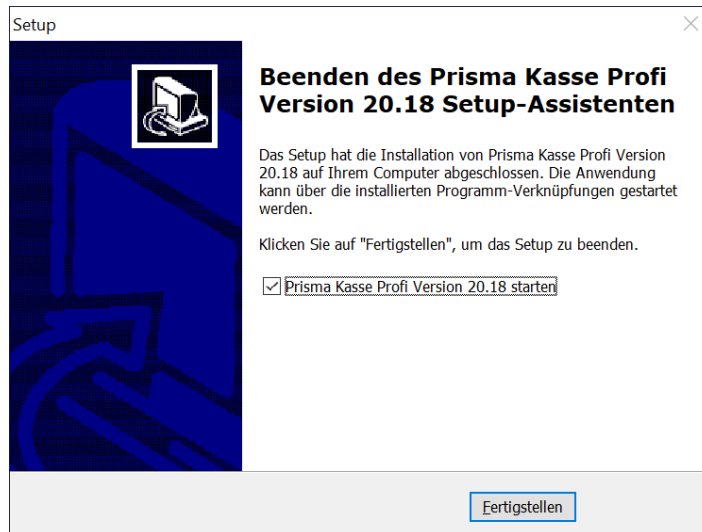 Setup
Beenden des Prisma Kasse Profi
Version 20.18 Setup-Assistenten
Das Setup hat die Installation von Prisma Kasse Profi Version
20.18 auf Ihrem Computer abgeschlossen. Die Anwendung
kann über die installierten Programm-Verknüpfungen gestartet
werden.
Klicken Sie auf "Fertigstellen", um das Setup zu beenden.
Prisma Kasse Profi Version 20.18 starten
Fertigstellen